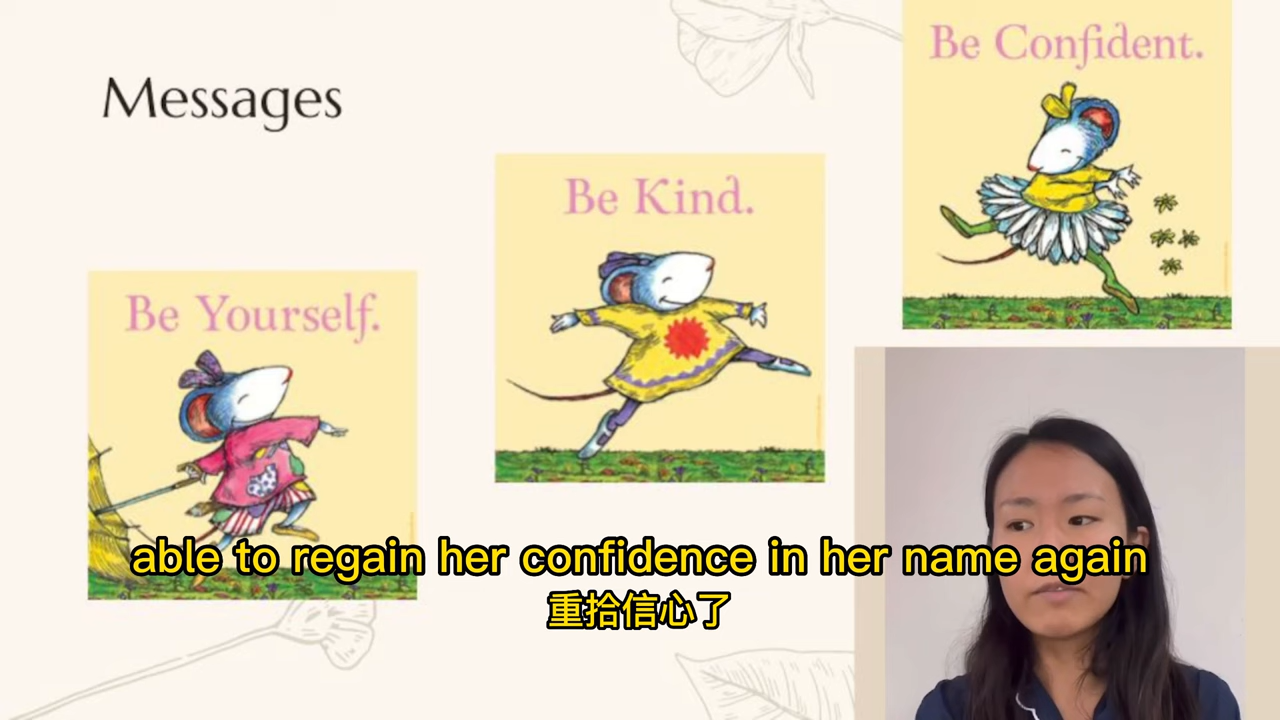 Messages
Be Yourself.
Be Kind.
Be Confident.
able to regain her confidence in her name again
重拾信心了